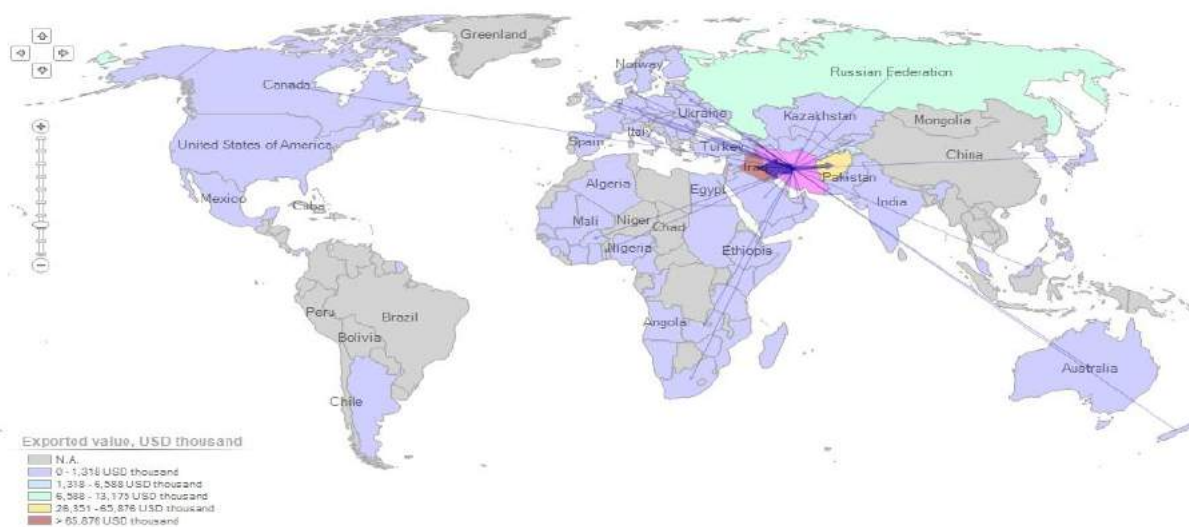 Greenland
Norway
Russian Federation
Canada
Ukraine
Kazakhstan
Mongolia
Spain
Italy
Turkey
China
United States of America
Iraq
Pakistan
Algeria
Egypt
India
Mexico
Cuba
Mali
Niger
Chad
Nigeria
Ethiopia
Peru
Brazil
Angola
Bolivia
Australia
Chile
Exported value, USD thousand
N.A.
0 - 1,318 USD thousand
1,318 - 6,588 USD thousand
6,588 - 13,175 USD thousand
26,351 - 65,876 USD thousand
> 65,876 USD thousand